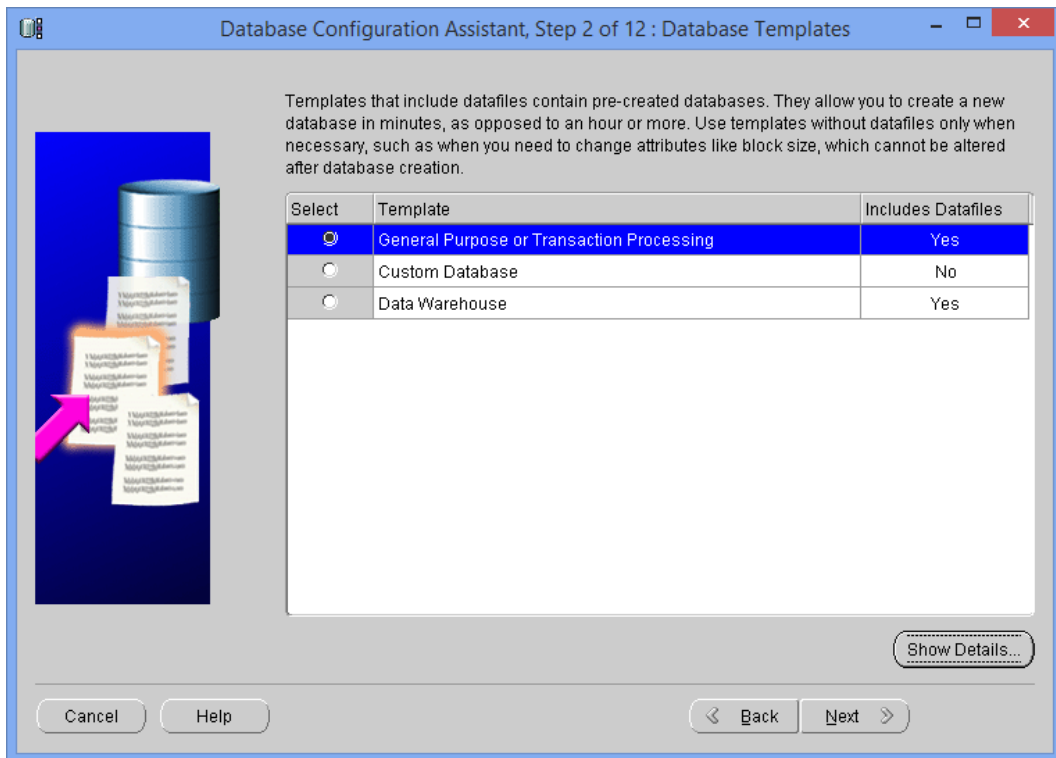 Database Configuration Assistant, Step 2 of 12 : Database Templates
Templates that include datafiles contain pre-created databases. They allow you to create a new
database in minutes, as opposed to an hour or more. Use templates without datafiles only when
necessary, such as when you need to change attributes like block size, which cannot be altered
after database creation.
Select Template Includes Datafiles
General Purpose or Transaction Processing Yes
Custom Database No
Data Warehouse Yes
Show Details...
Cancel Help Back Next